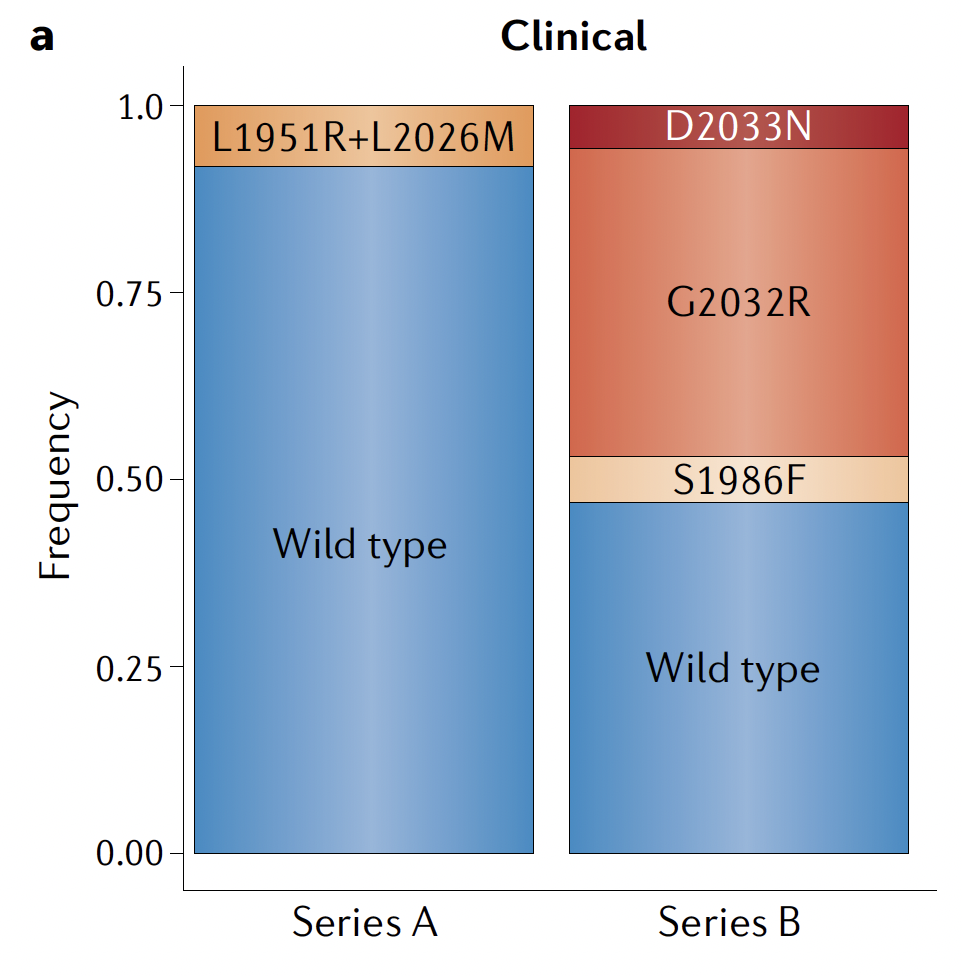 a
Clinical
1.0
0.75
0.50
0.25
0.00
Frequency
L1951R+L2026M
Wild type
D2033N
G2032R
S1986F
Wild type
Series A
Series B